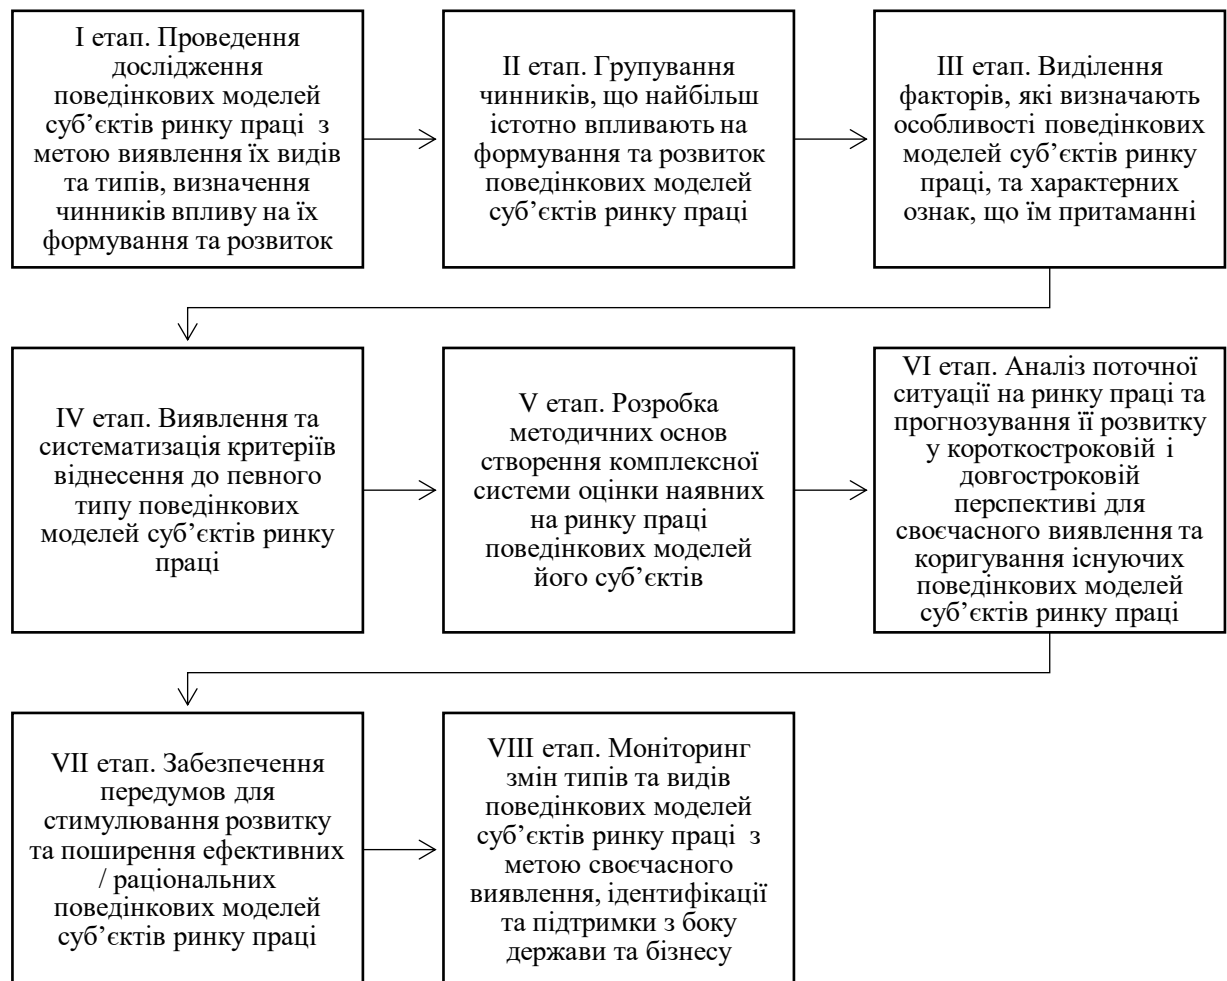 І етап. Проведення
дослідження
поведінкових моделей
суб’єктів ринку праці з
метою виявлення їх видів
та типів, визначення
чинників впливу на їх
формування та розвиток
ІІ етап. Групування
чинників, що найбільш
істотно впливають на
формування та розвиток
поведінкових моделей
суб’єктів ринку праці
ІІІ етап. Виділення
факторів, які визначають
особливості поведінкових
моделей суб’єктів ринку
праці, та характерних
ознак, що їм притаманні
IV етап. Виявлення та
систематизація критеріїв
віднесення до певного
типу поведінкових
моделей суб’єктів ринку
праці
V етап. Розробка
методичних основ
створення комплексної
системи оцінки наявних
на ринку праці
поведінкових моделей
його суб’єктів
VI етап. Аналіз поточної
ситуації на ринку праці та
прогнозування її розвитку
у короткостроковій і
довгостроковій
перспективі для
своєчасного виявлення та
коригування існуючих
поведінкових моделей
суб’єктів ринку праці
VII етап. Забезпечення
передумов для
стимулювання розвитку
та поширення ефективних
/ раціональних
поведінкових моделей
суб’єктів ринку праці
VIII етап. Моніторинг
змін типів та видів
поведінкових моделей
суб’єктів ринку праці з
метою своєчасного
виявлення, ідентифікації
та підтримки з боку
держави та бізнесу